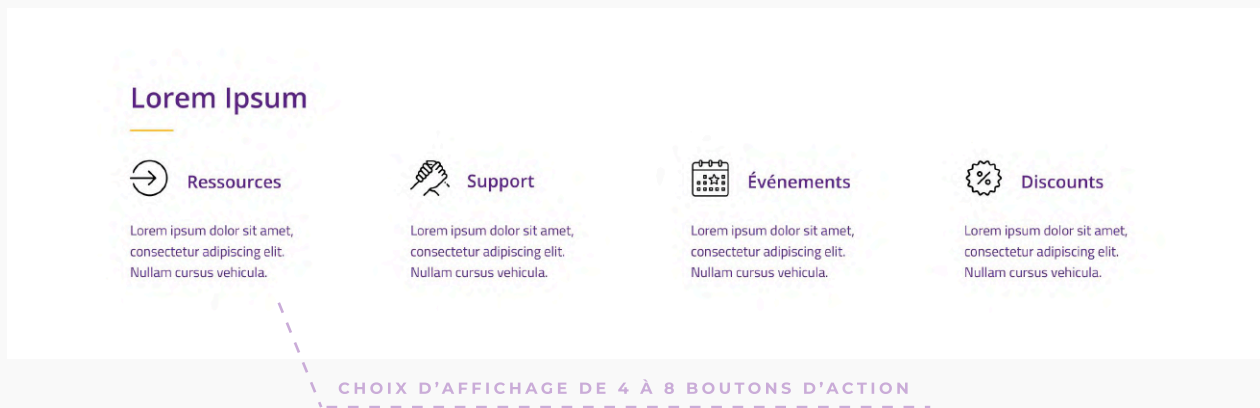 Lorem Ipsum
Ressources
Lorem ipsum dolor sit amet,
consectetur adipiscing elit.
Nullam cursus vehicula.
Support
Lorem ipsum dolor sit amet,
consectetur adipiscing elit.
Nullam cursus vehicula.
Événements
Lorem ipsum dolor sit amet,
consectetur adipiscing elit.
Nullam cursus vehicula.
Discounts
Lorem ipsum dolor sit amet,
consectetur adipiscing elit.
Nullam cursus vehicula.
CHOIX D’AFFICHAGE DE 4 À 8 BOUTONS D’ACTION